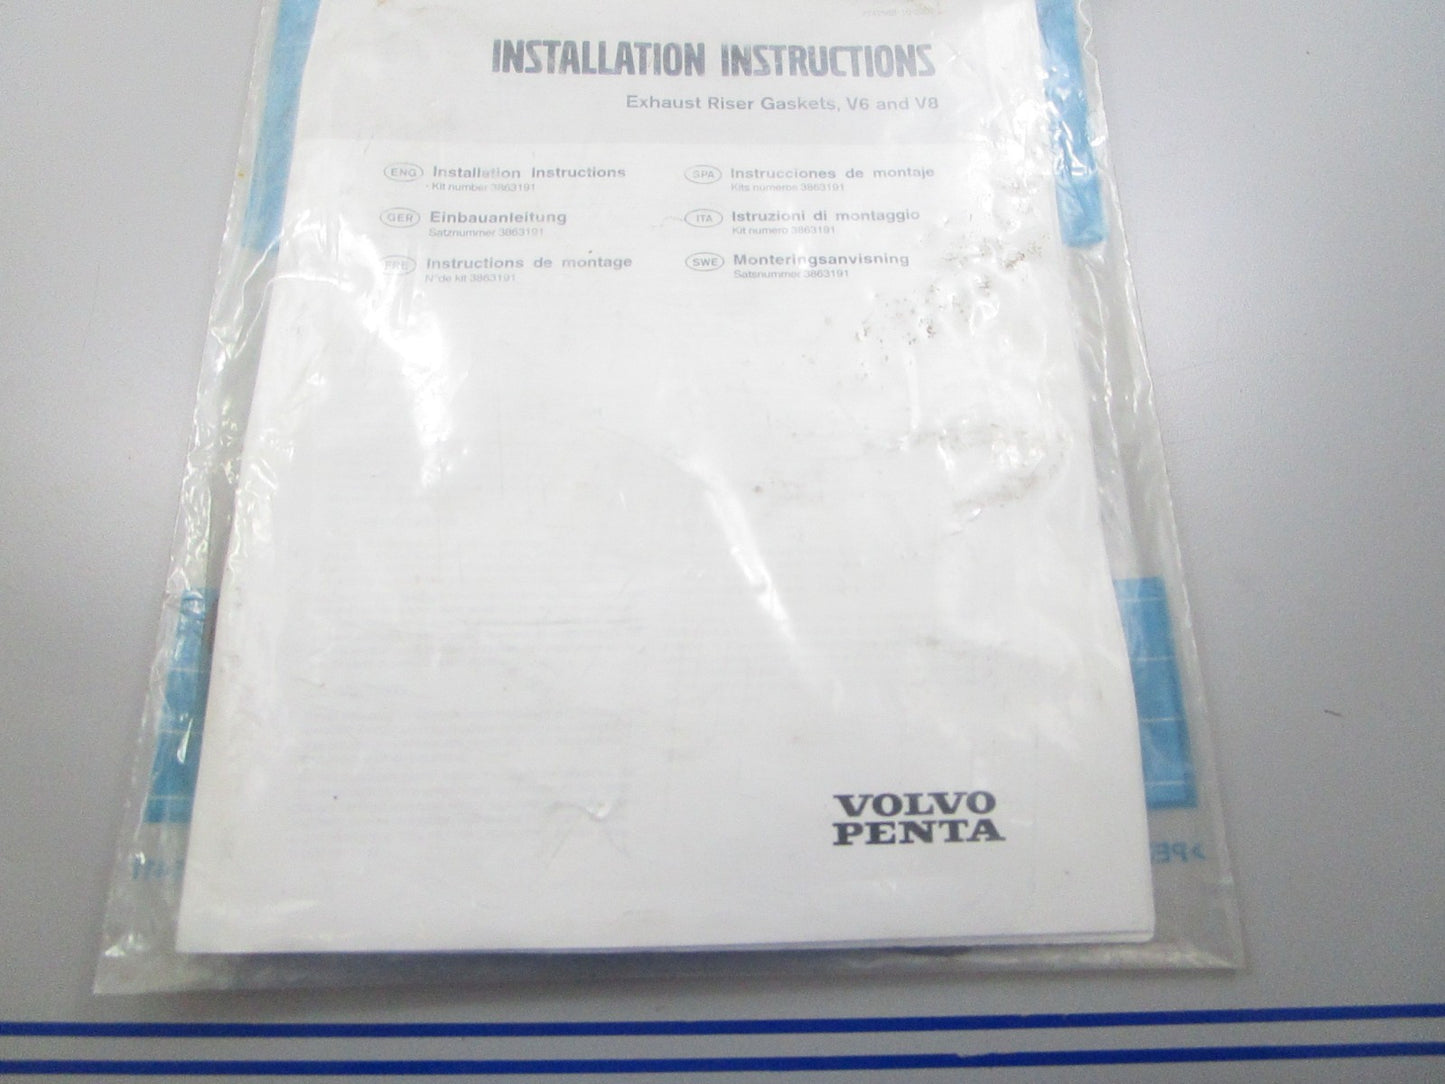 INSTALLATION INSTRUCTIONS
Exhaust Riser Gaskets, V6 and V8
ENG Installation Instructions
Kit number 3863191
GER Einbauanleitung
Satznummer 3863191
FRE Instructions de montage
N°de kit 3863191
SPA Instrucciones de montaje
Kits números 3863191
ITA Istruzioni di montaggio
Kit numero 3863191
SWE Monteringsanvisning
Satsnummer 3863191
VOLVO
PENTA